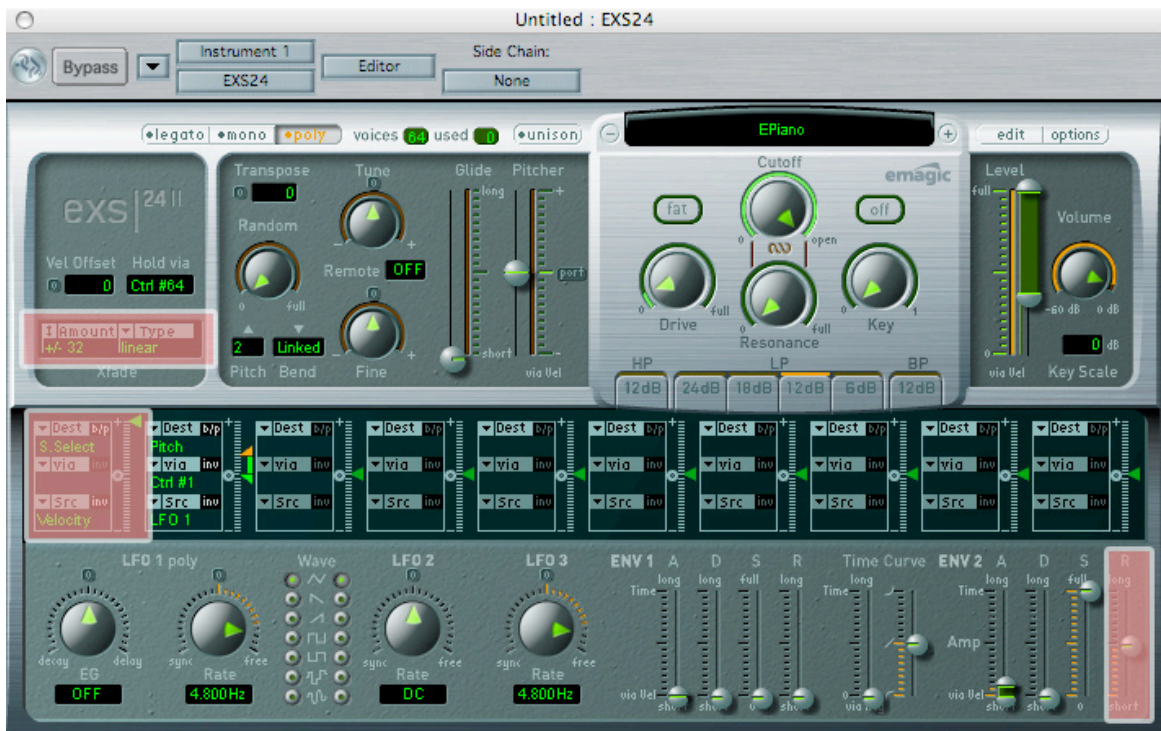 Untitled : EXS24
Bypass
Instrument 1
EXS24
Editor
Side Chain:
None
legato mono poly voices 64 used 0 unison
EPiano
edit options
exs 24 II
Vel Offset Hold via
0 0 Ctrl #64
Amount Type
+/- 32 linear
Xfade
Transpose
0 0
Random
0 full
2 Linked
Pitch Bend
Tune
0
- +
Remote OFF
0
- +
Fine
Glide Pitcher
long +
port
short -
via Vel
Cutoff
emagic
fat
off
0 open
0 full
Drive
0 full
Resonance
0 1
Key
HP LP BP
12dB 24dB 18dB 12dB 6dB 12dB
Level
full
0
via Vel
Volume
-60 dB 0 dB
0 dB
Key Scale
Dest b/p + Dest b/p + Dest b/p + Dest b/p + Dest b/p + Dest b/p + Dest b/p + Dest b/p + Dest b/p + Dest b/p +
S.Select Pitch
via inv via inv via inv via inv via inv via inv via inv via inv via inv via inv
Ctrl #1
Src inv Src inv Src inv Src inv Src inv Src inv Src inv Src inv Src inv Src inv
Velocity LFO 1
LFO 1 poly Wave LFO 2 LFO 3
0 0 0 0
decay delay sync free sync free sync free
EG Rate Rate Rate
OFF 4.800Hz DC 4.800Hz
ENV 1 A D S R Time Curve ENV 2 A D S R
long long full long long long long full long
Time Time Time
Amp
via Vel 0 via Vel
short short 0 short short short 0 short